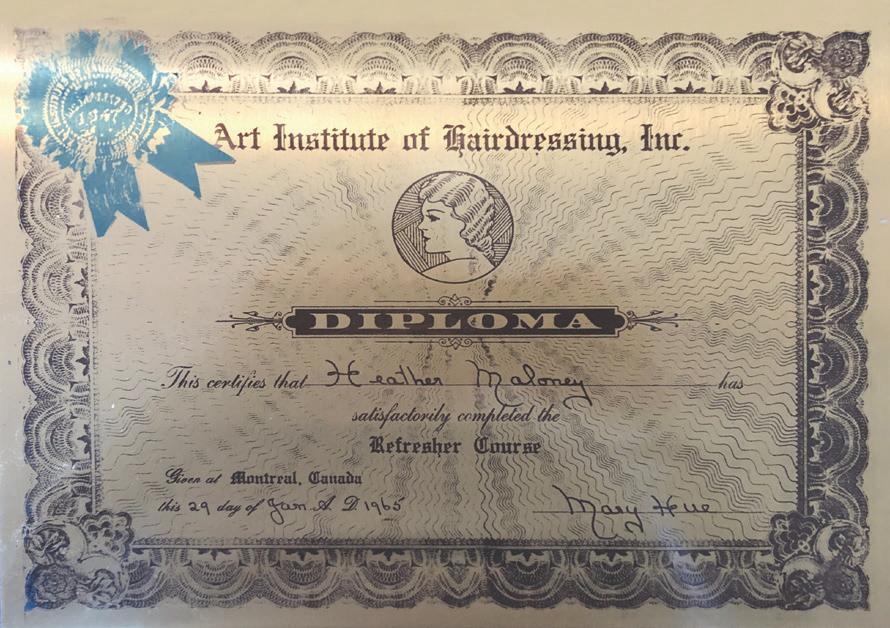 1947
Art Institute of Hairdressing, Inc.
DIPLOMA
This certifies that Heather Maloney has
satisfactorily completed the
Refresher Course
Given at Montreal, Canada
this 29 day of Jan A. D. 1965
Mary Hue